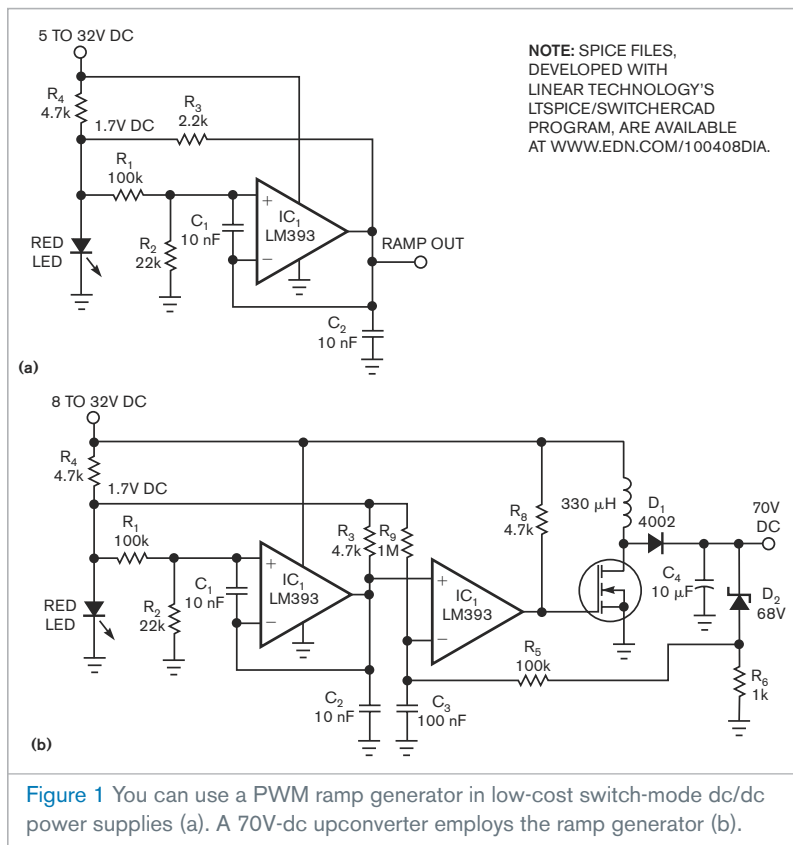 5 TO 32V DC
R4
4.7k
1.7V DC
R3
2.2k
R1
100k
C1
10 nF
R2
22k
RED
LED
+
−
IC1
LM393
RAMP OUT
C2
10 nF
(a)
NOTE: SPICE FILES,
DEVELOPED WITH
LINEAR TECHNOLOGY'S
LTSPICE/SWITCHERCAD
PROGRAM, ARE AVAILABLE
AT WWW.EDN.COM/100408DIA.
8 TO 32V DC
R4
4.7k
1.7V DC
R1
100k
C1
10 nF
R2
22k
RED
LED
+
−
IC1
LM393
R3
4.7k
R9
1M
C2
10 nF
C3
100 nF
+
−
IC1
LM393
R8
4.7k
330 μH
D1
4002
70V
DC
C4
10 μF
D2
68V
R5
100k
R6
1k
(b)
Figure 1 You can use a PWM ramp generator in low-cost switch-mode dc/dc
power supplies (a). A 70V-dc upconverter employs the ramp generator (b).